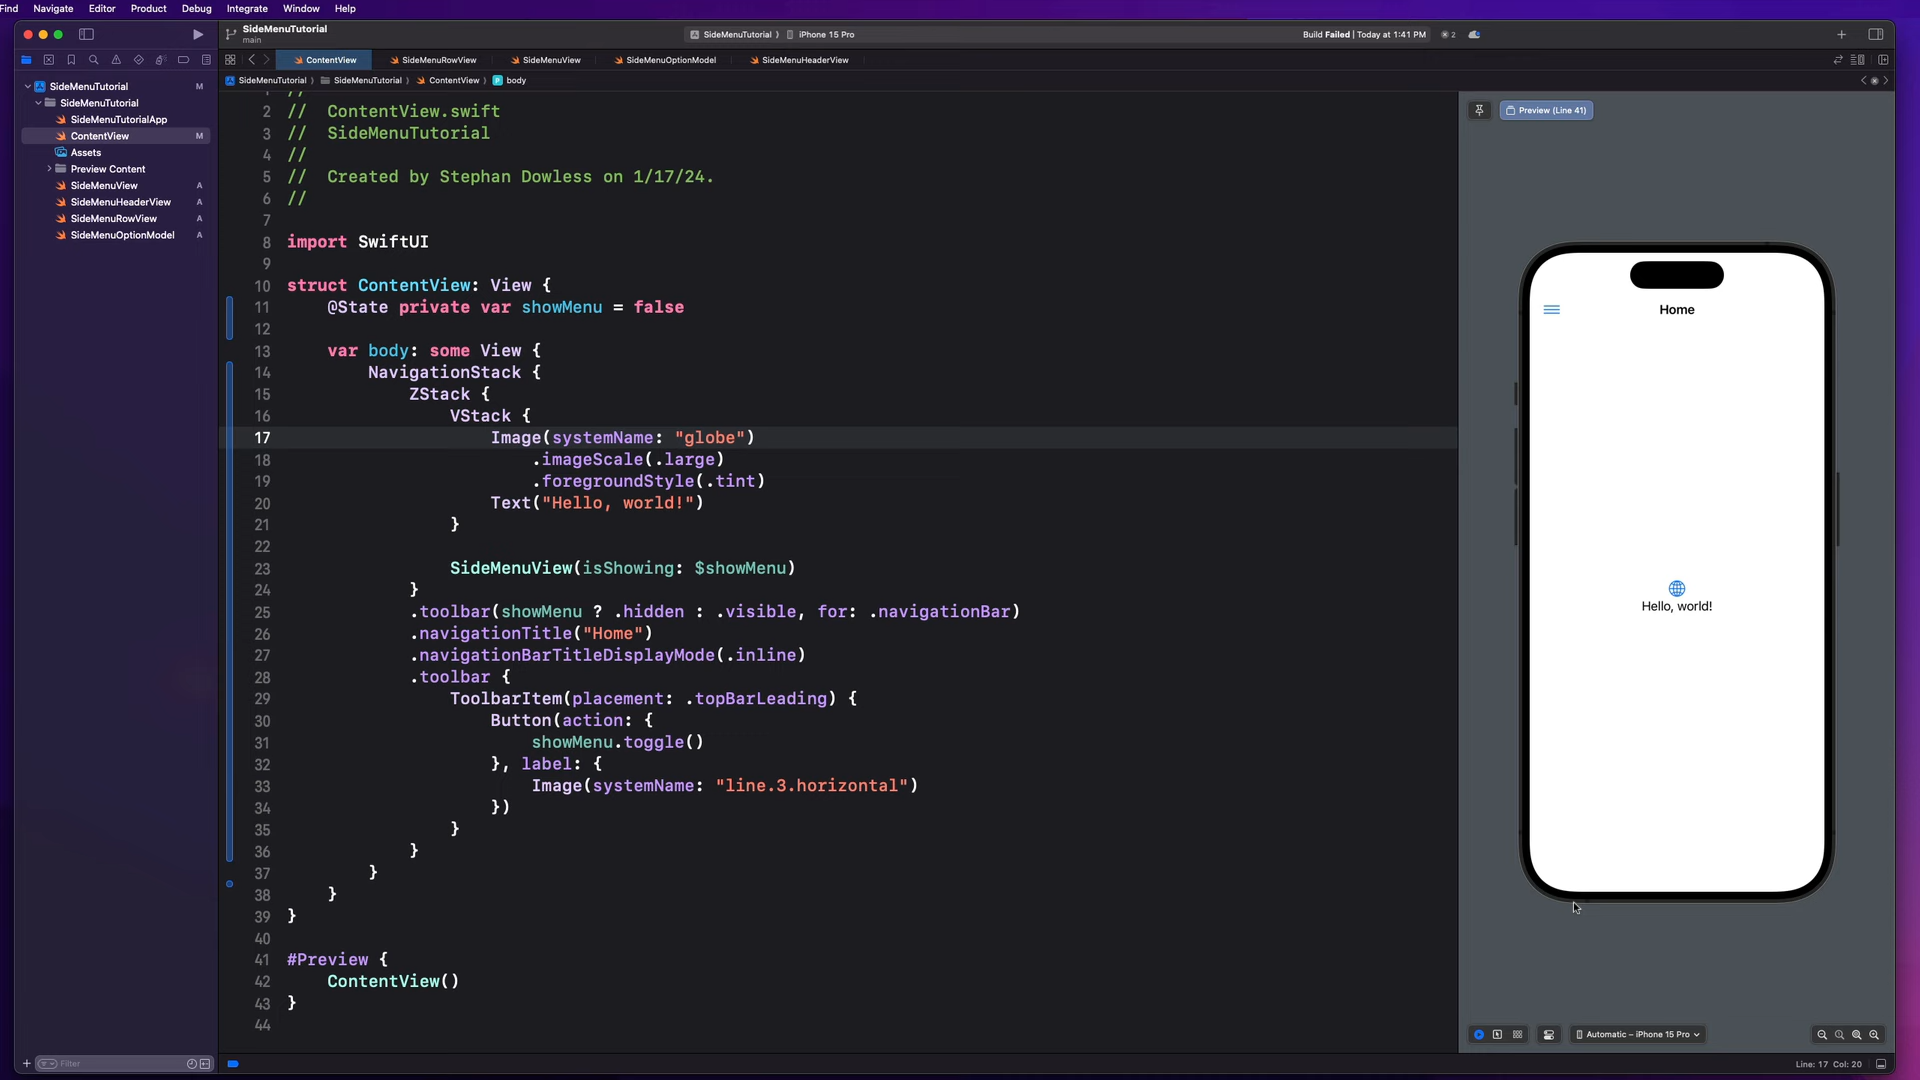 Find Navigate Editor Product Debug Integrate Window Help
SideMenuTutorial
main
SideMenuTutorial iPhone 15 Pro
Build Failed | Today at 1:41 PM
2
ContentView SideMenuRowView SideMenuView SideMenuOptionModel SideMenuHeaderView
SideMenuTutorial SideMenuTutorial ContentView body
SideMenuTutorial M
SideMenuTutorial
SideMenuTutorialApp
ContentView M
Assets
Preview Content
SideMenuView A
SideMenuHeaderView A
SideMenuRowView A
SideMenuOptionModel A
Filter
1 //
2 // ContentView.swift
3 // SideMenuTutorial
4 //
5 // Created by Stephan Dowless on 1/17/24.
6 //
7
8 import SwiftUI
9
10 struct ContentView: View {
11 @State private var showMenu = false
12
13 var body: some View {
14 NavigationStack {
15 ZStack {
16 VStack {
17 Image(systemName: "globe")
18 .imageScale(.large)
19 .foregroundStyle(.tint)
20 Text("Hello, world!")
21 }
22
23 SideMenuView(isShowing: $showMenu)
24 }
25 .toolbar(showMenu ? .hidden : .visible, for: .navigationBar)
26 .navigationTitle("Home")
27 .navigationBarTitleDisplayMode(.inline)
28 .toolbar {
29 ToolbarItem(placement: .topBarLeading) {
30 Button(action: {
31 showMenu.toggle()
32 }, label: {
33 Image(systemName: "line.3.horizontal")
34 })
35 }
36 }
37 }
38 }
39 }
40
41 #Preview {
42 ContentView()
43 }
44
Preview (Line 41)
Home
Hello, world!
Automatic – iPhone 15 Pro
Line: 17 Col: 20